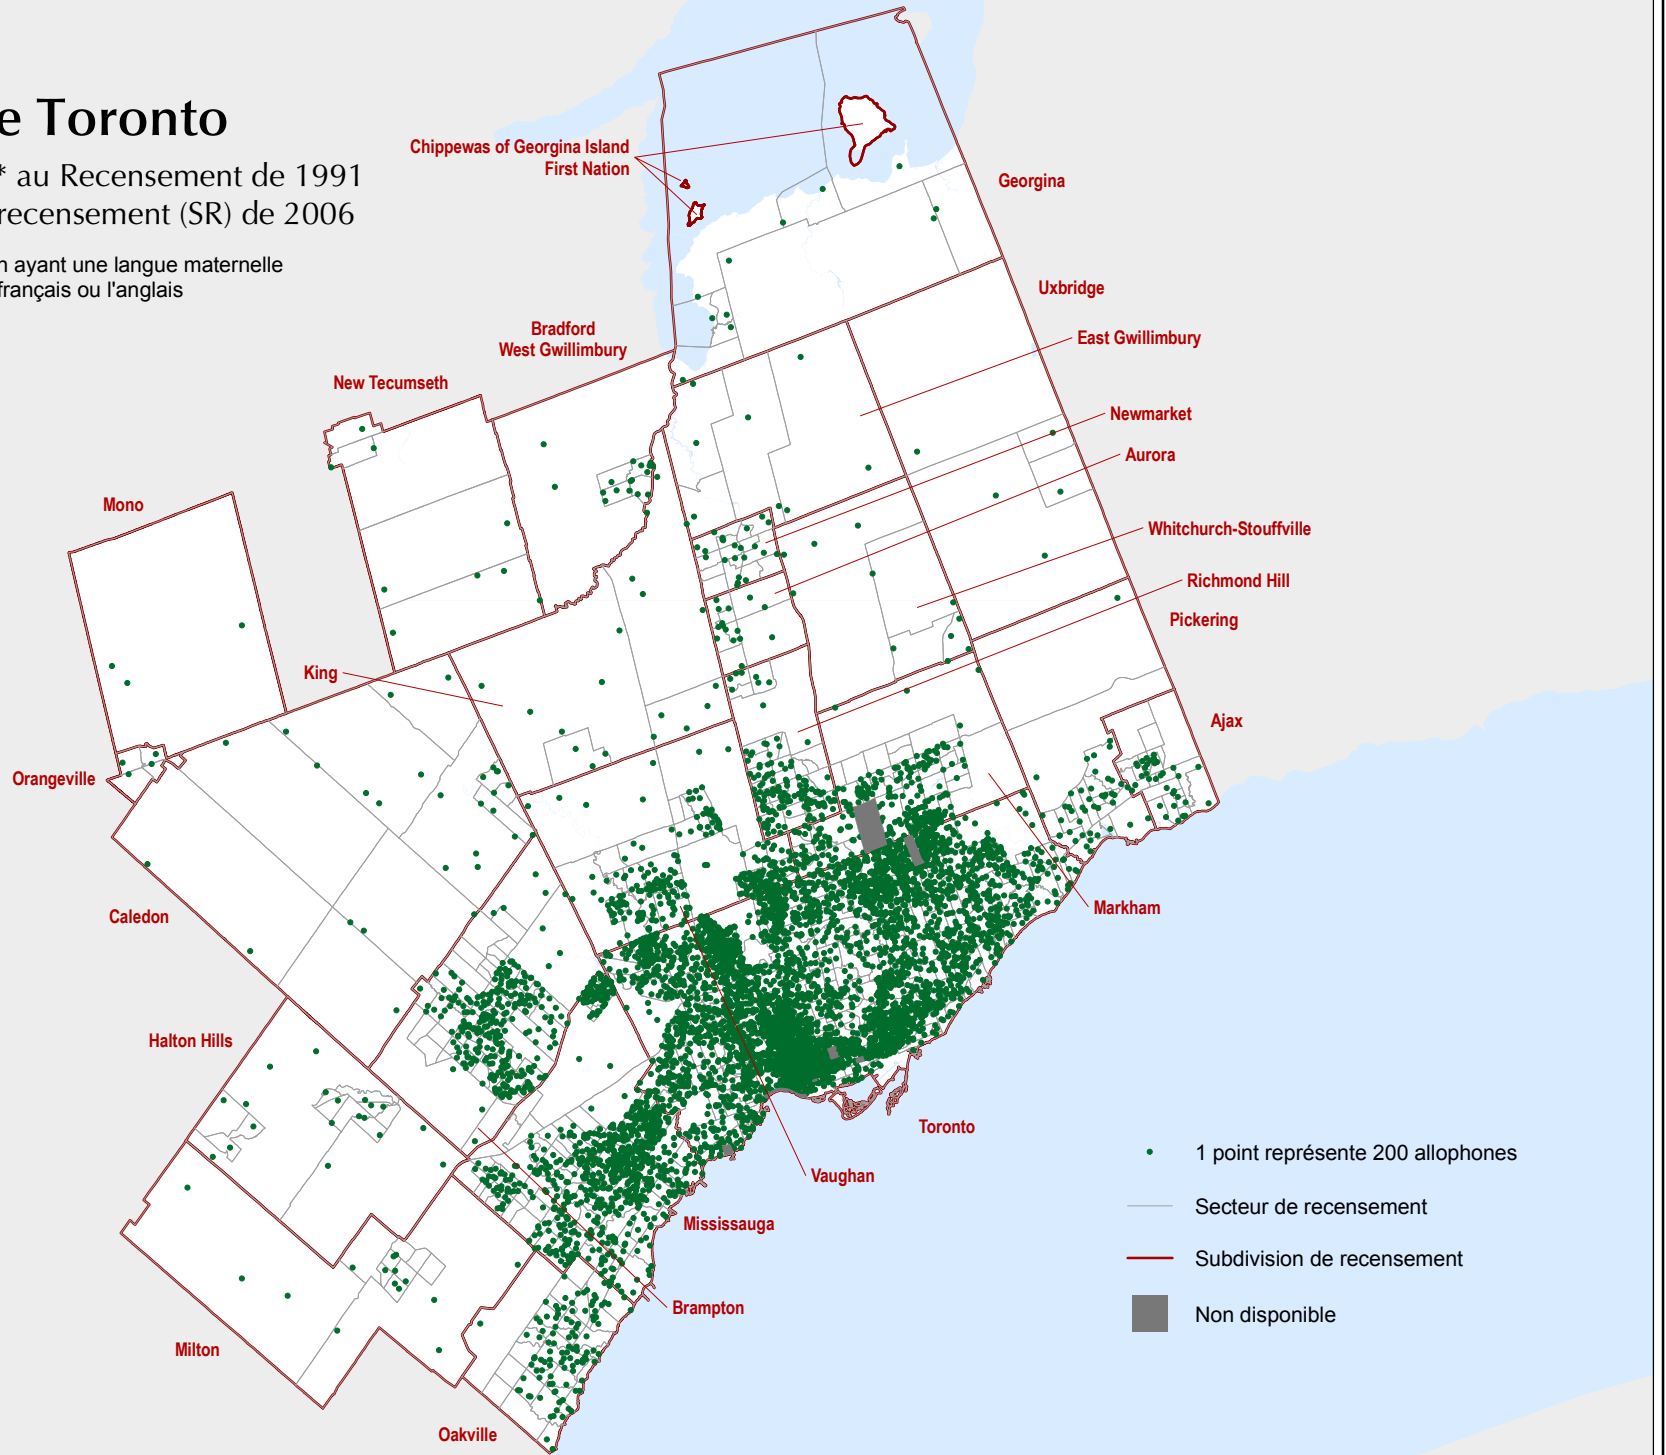 e Toronto
* au Recensement de 1991
recensement (SR) de 2006
n ayant une langue maternelle
français ou l'anglais
Chippewas of Georgina Island
First Nation
Georgina
Uxbridge
Bradford
West Gwillimbury
East Gwillimbury
New Tecumseth
Newmarket
Aurora
Mono
Whitchurch-Stouffville
Richmond Hill
Pickering
King
Ajax
Orangeville
Caledon
Markham
Halton Hills
Toronto
Vaughan
Mississauga
Brampton
Milton
Oakville
1 point représente 200 allophones
Secteur de recensement
Subdivision de recensement
Non disponible